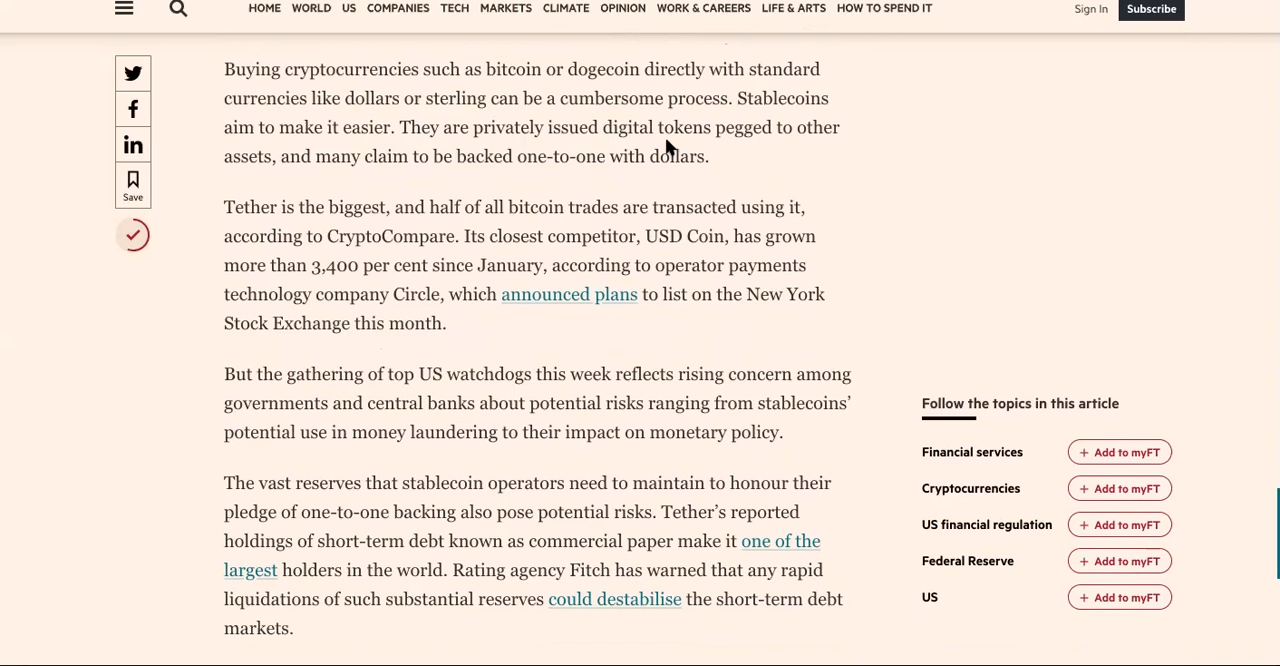 HOME WORLD US COMPANIES TECH MARKETS CLIMATE OPINION WORK & CAREERS LIFE & ARTS HOW TO SPEND IT Sign In Subscribe
Buying cryptocurrencies such as bitcoin or dogecoin directly with standard
currencies like dollars or sterling can be a cumbersome process. Stablecoins
aim to make it easier. They are privately issued digital tokens pegged to other
assets, and many claim to be backed one-to-one with dollars.
Save
Tether is the biggest, and half of all bitcoin trades are transacted using it,
according to CryptoCompare. Its closest competitor, USD Coin, has grown
more than 3,400 per cent since January, according to operator payments
technology company Circle, which announced plans to list on the New York
Stock Exchange this month.
But the gathering of top US watchdogs this week reflects rising concern among
governments and central banks about potential risks ranging from stablecoins’
potential use in money laundering to their impact on monetary policy.
The vast reserves that stablecoin operators need to maintain to honour their
pledge of one-to-one backing also pose potential risks. Tether’s reported
holdings of short-term debt known as commercial paper make it one of the
largest holders in the world. Rating agency Fitch has warned that any rapid
liquidations of such substantial reserves could destabilise the short-term debt
markets.
Follow the topics in this article
Financial services + Add to myFT
Cryptocurrencies + Add to myFT
US financial regulation + Add to myFT
Federal Reserve + Add to myFT
US + Add to myFT